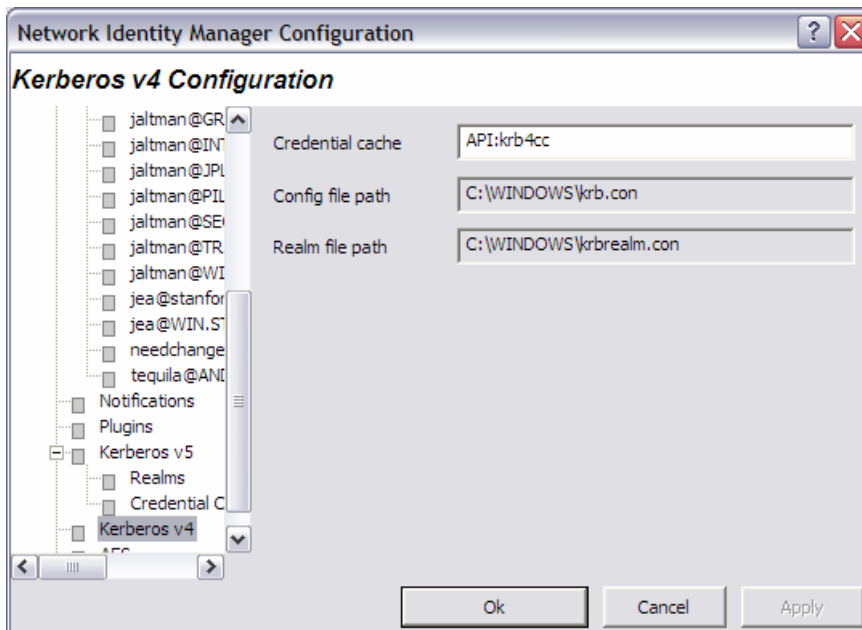 Network Identity Manager Configuration
Kerberos v4 Configuration
jaltman@GR
jaltman@INT
jaltman@JPL
jaltman@PIL
jaltman@SE
jaltman@TR.
jaltman@WI
jea@stanfor
jea@WIN.S
needchange
tequila@AND
Notifications
Plugins
Kerberos v5
Realms
Credential C
Kerberos v4
AFS
Credential cache
API:krb4cc
Config file path
C:\WINDOWS\krb.con
Realm file path
C:\WINDOWS\krbrealm.con
Ok
Cancel
Apply